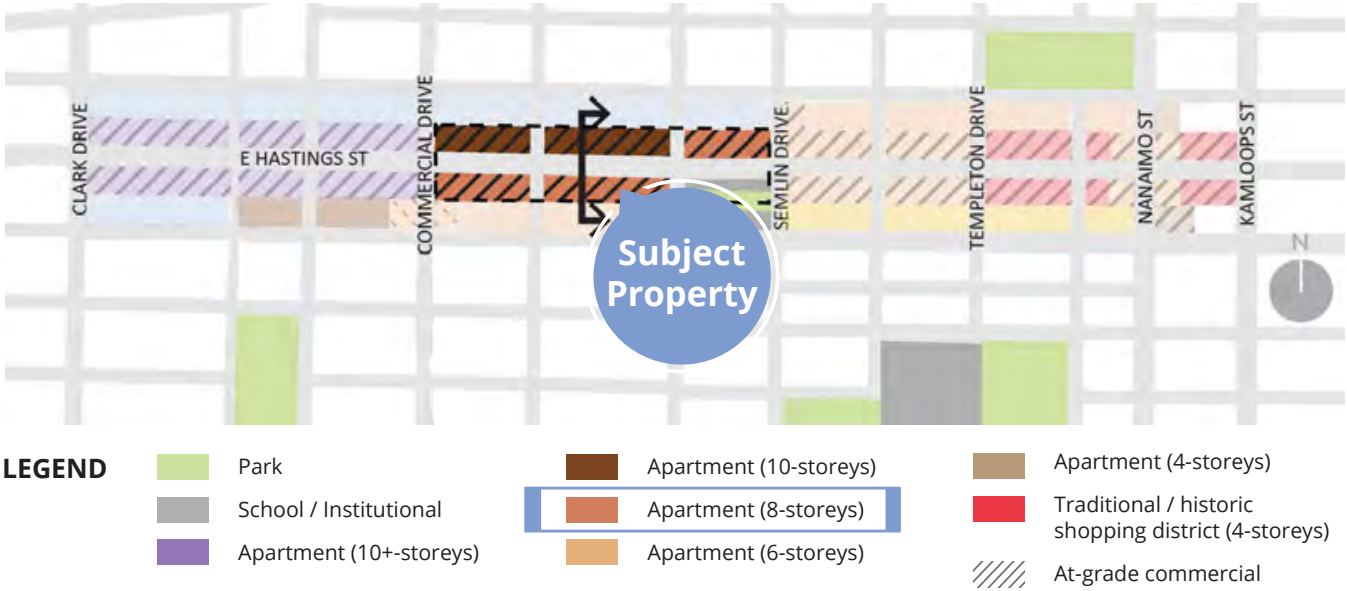 CLARK DRIVE
E HASTINGS ST
COMMERCIAL DRIVE
SEMLIN DRIVE.
TEMPLETON DRIVE
NANAIMO ST
KAMLOOPS ST
N
Subject
Property
LEGEND
Park
School / Institutional
Apartment (10+-storeys)
Apartment (10-storeys)
Apartment (8-storeys)
Apartment (6-storeys)
Apartment (4-storeys)
Traditional / historic
shopping district (4-storeys)
At-grade commercial